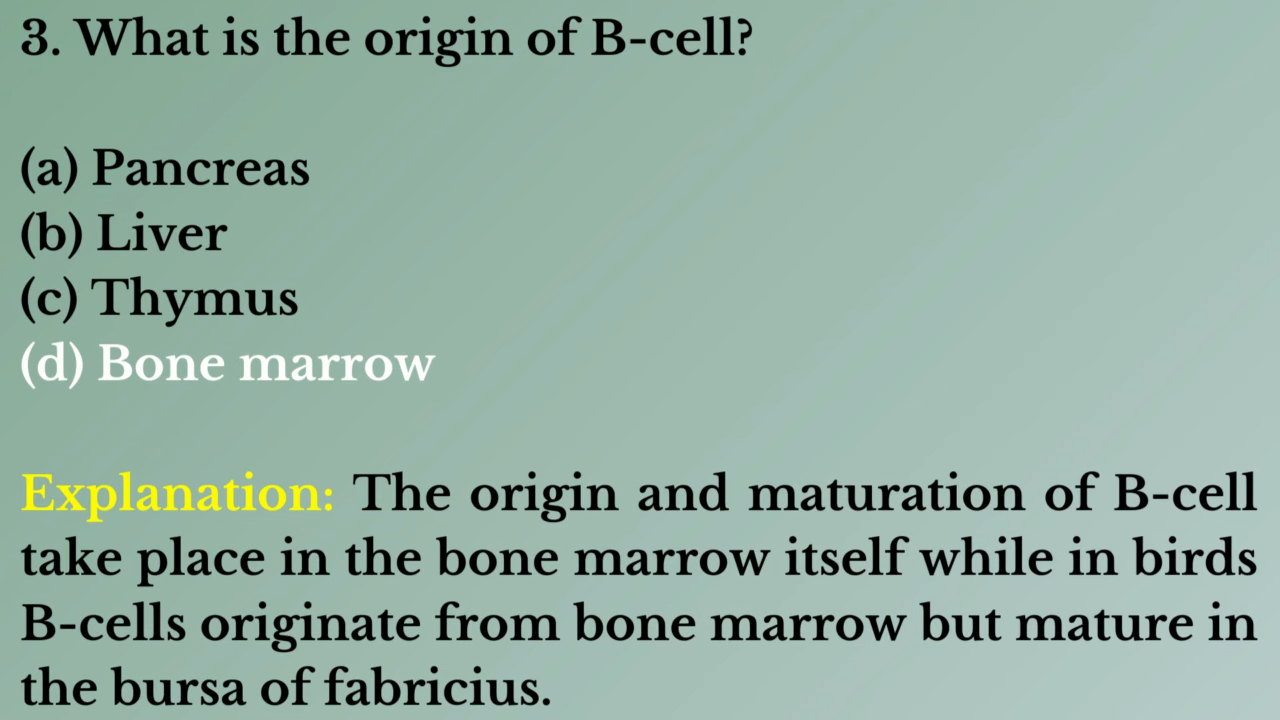 3. What is the origin of B-cell?
(a) Pancreas
(b) Liver
(c) Thymus
(d) Bone marrow
Explanation: The origin and maturation of B-cell
take place in the bone marrow itself while in birds
B-cells originate from bone marrow but mature in
the bursa of fabricius.